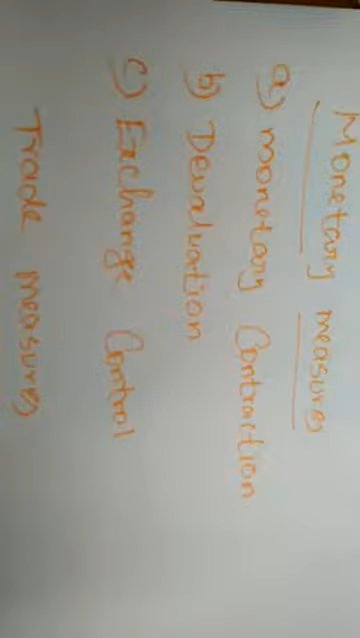 Monetary measures
a) monetary Contraction
b) Devaluation
c) Exchange Control
Trade measures